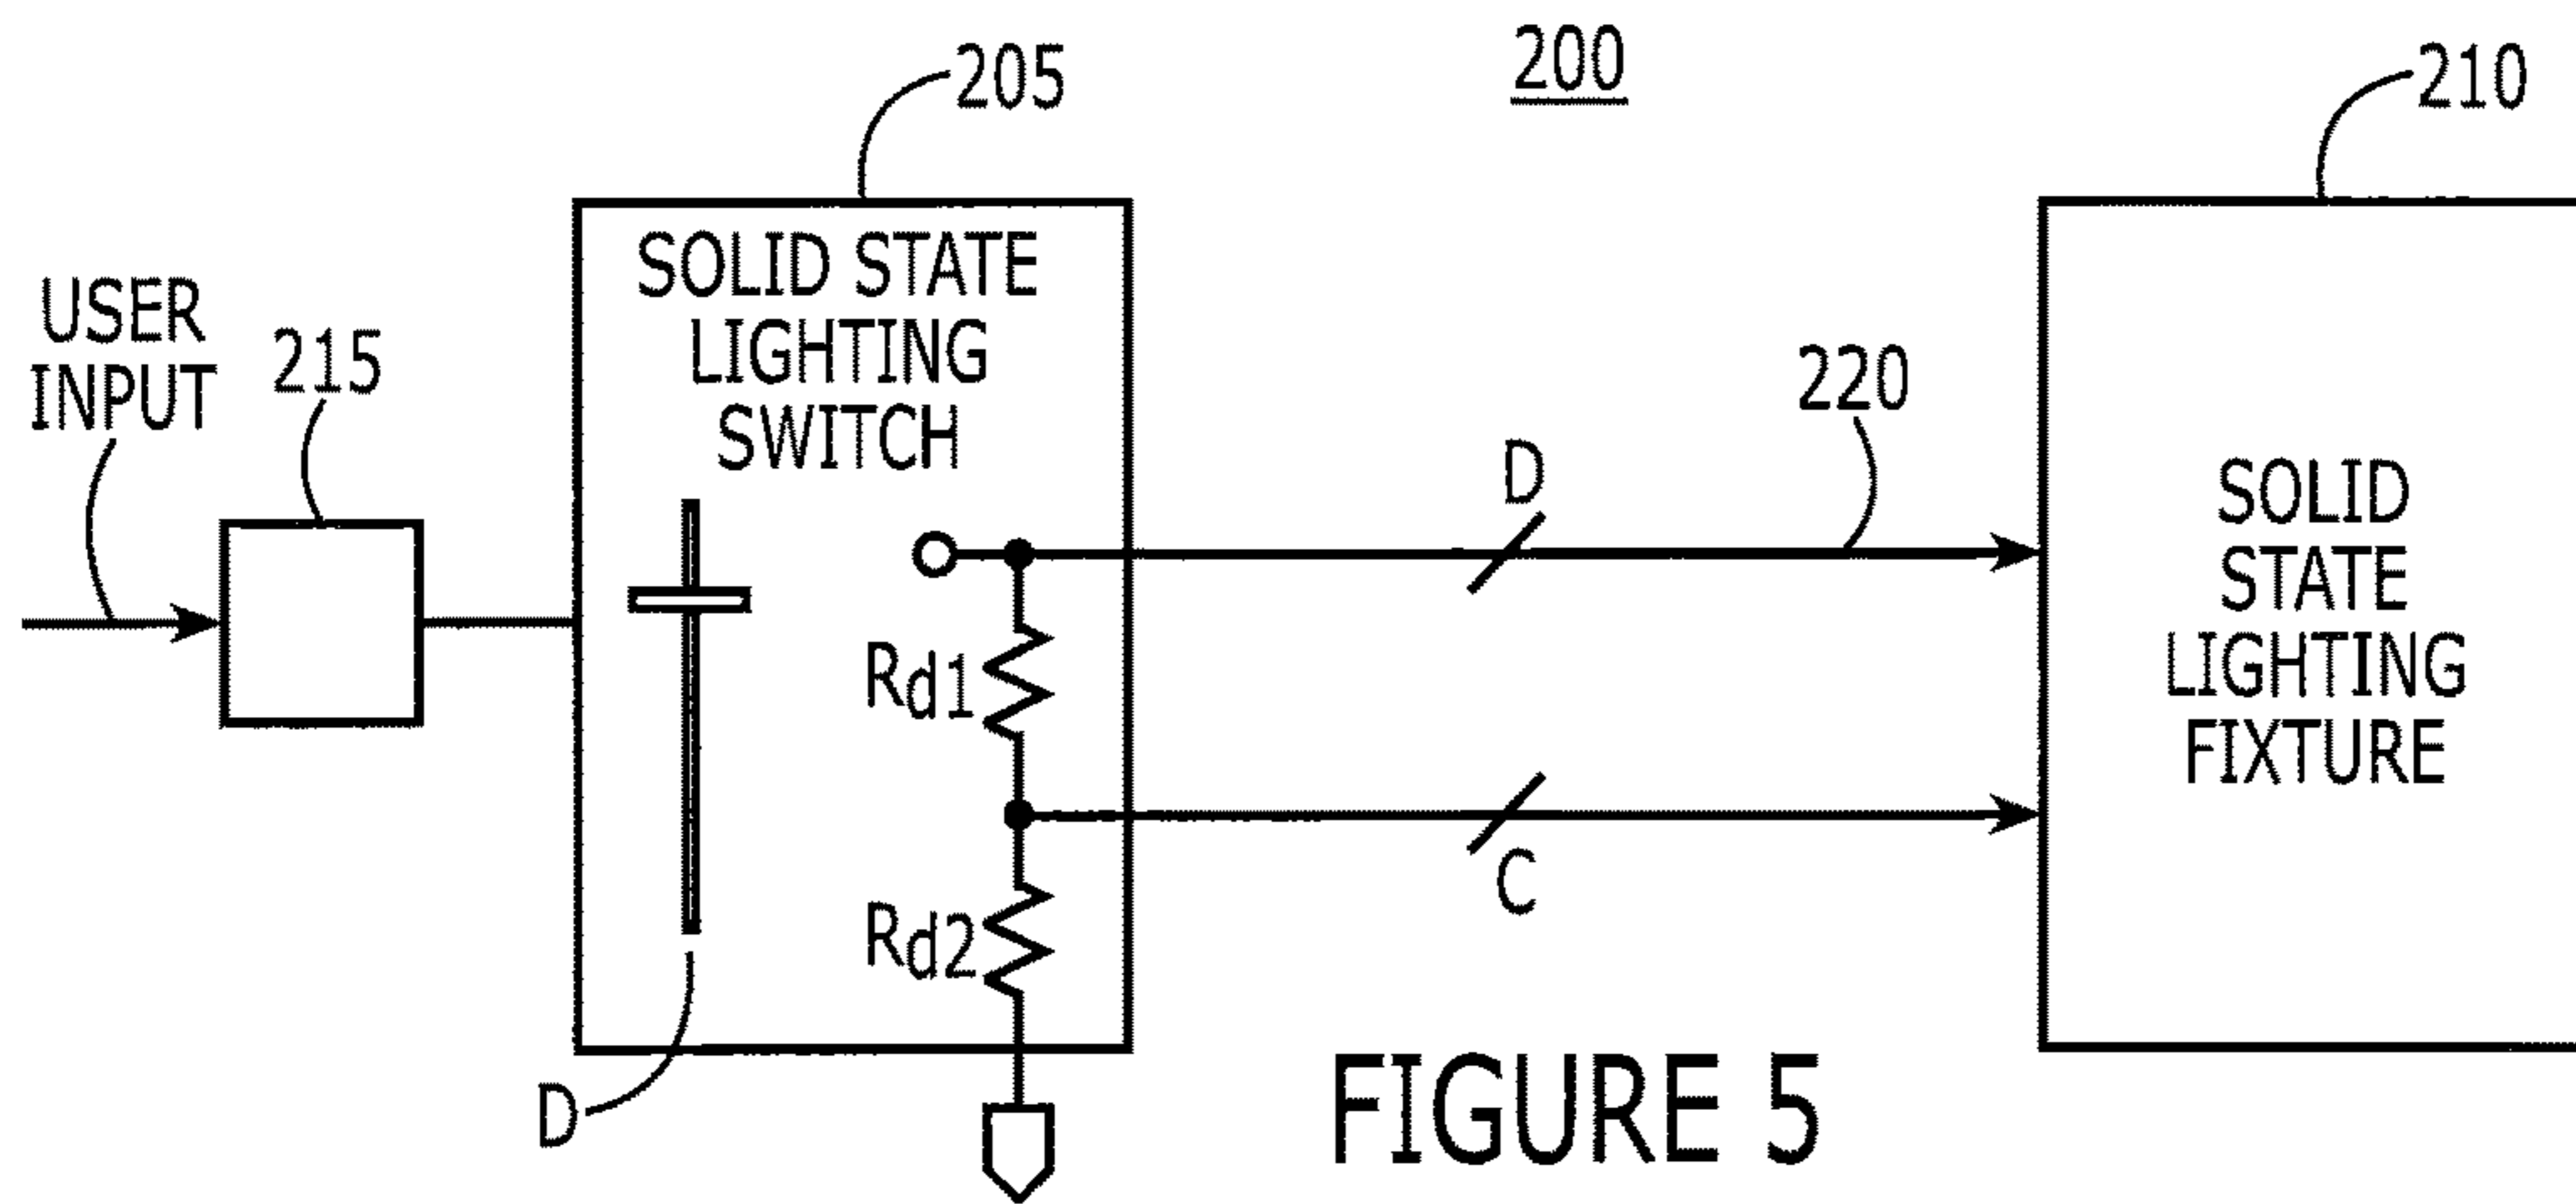 200
205
210
USER
INPUT
215
SOLID STATE
LIGHTING
SWITCH
D
220
SOLID
STATE
LIGHTING
FIXTURE
Rd1
C
Rd2
D
FIGURE 5